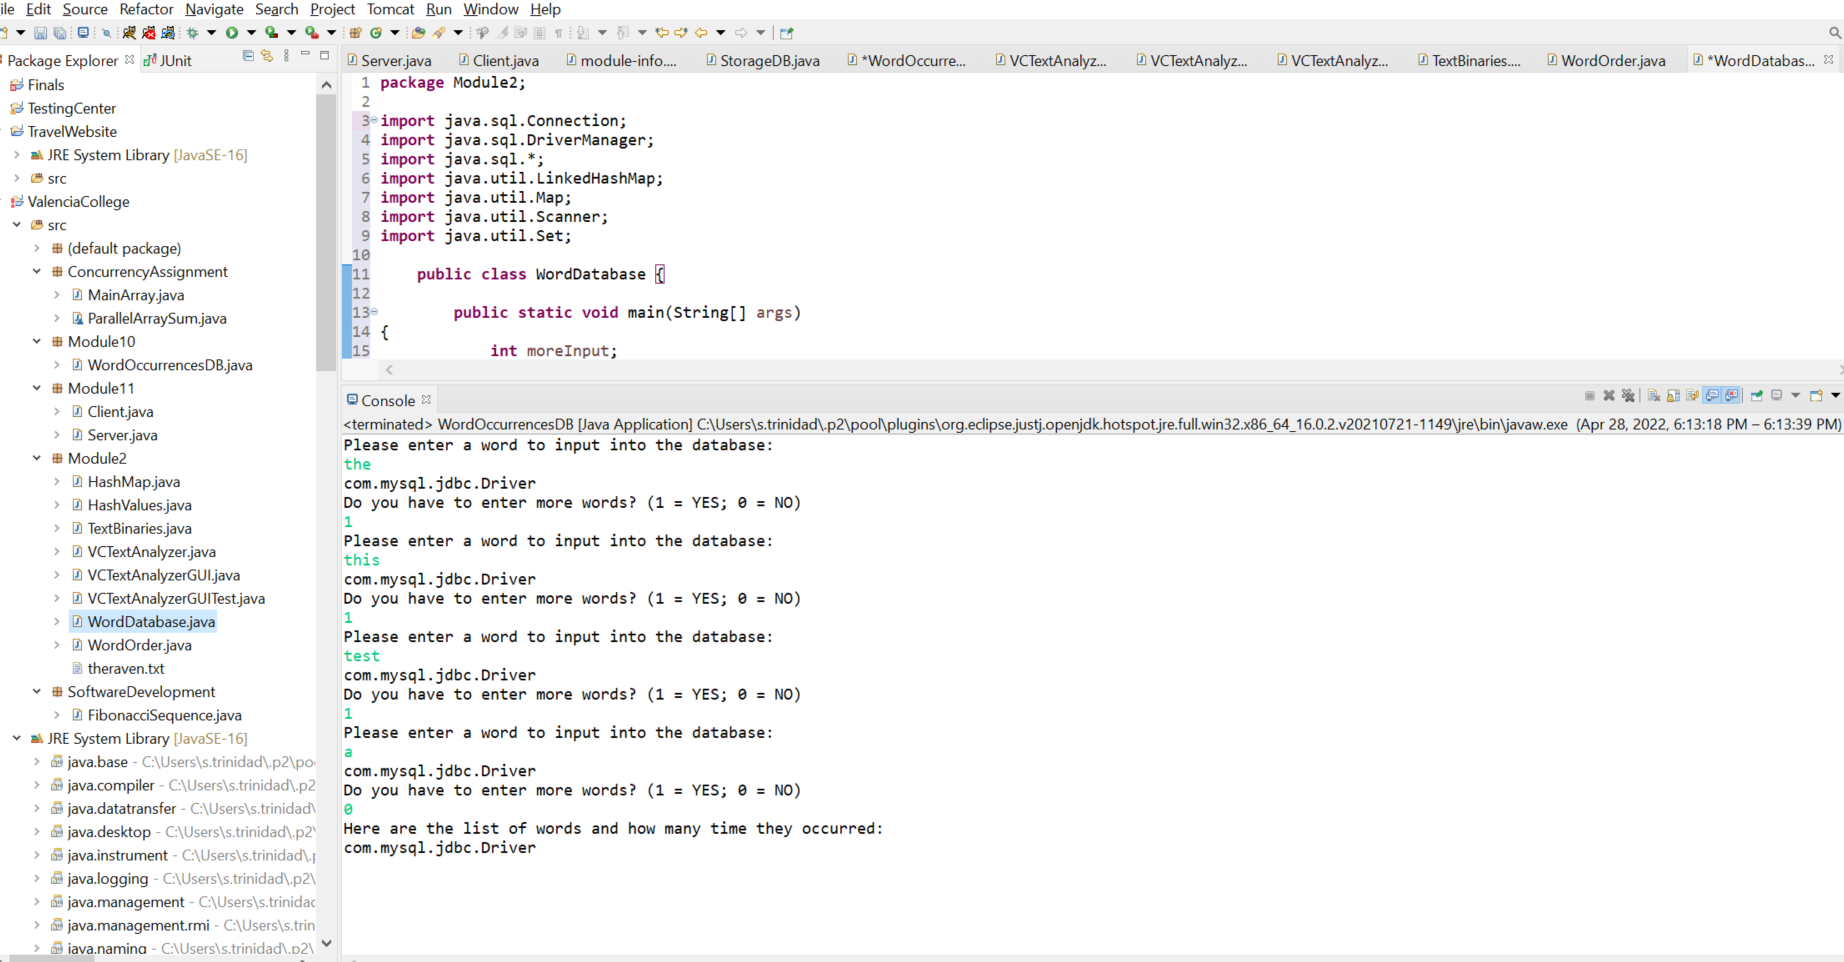 ile Edit Source Refactor Navigate Search Project Tomcat Run Window Help
Package Explorer JUnit
Finals
TestingCenter
TravelWebsite
JRE System Library [JavaSE-16]
src
ValenciaCollege
src
(default package)
ConcurrencyAssignment
MainArray.java
ParallelArraySum.java
Module10
WordOccurrencesDB.java
Module11
Client.java
Server.java
Module2
HashMap.java
HashValues.java
TextBinaries.java
VCTextAnalyzer.java
VCTextAnalyzerGUI.java
VCTextAnalyzerGUITest.java
WordDatabase.java
WordOrder.java
theraven.txt
SoftwareDevelopment
FibonacciSequence.java
JRE System Library [JavaSE-16]
java.base - C:\Users\s.trinidad\.p2\poo
java.compiler - C:\Users\s.trinidad\.p2
java.datatransfer - C:\Users\s.trinidad\
java.desktop - C:\Users\s.trinidad\.p2\
java.instrument - C:\Users\s.trinidad\.p
java.logging - C:\Users\s.trinidad\.p2\
java.management - C:\Users\s.trinidad
java.management.rmi - C:\Users\s.trin
java.naming - C:\Users\s.trinidad\.p2\
Server.java Client.java module-info.... StorageDB.java *WordOccurre... VCTextAnalyz... VCTextAnalyz... VCTextAnalyz... TextBinaries.... WordOrder.java *WordDatabas...
1 package Module2;
2
3 import java.sql.Connection;
4 import java.sql.DriverManager;
5 import java.sql.*;
6 import java.util.LinkedHashMap;
7 import java.util.Map;
8 import java.util.Scanner;
9 import java.util.Set;
10
11 public class WordDatabase {
12
13 public static void main(String[] args)
14 {
15 int moreInput;
Console
<terminated> WordOccurrencesDB [Java Application] C:\Users\s.trinidad\.p2\pool\plugins\org.eclipse.justj.openjdk.hotspot.jre.full.win32.x86_64_16.0.2.v20210721-1149\jre\bin\javaw.exe (Apr 28, 2022, 6:13:18 PM – 6:13:39 PM)
Please enter a word to input into the database:
the
com.mysql.jdbc.Driver
Do you have to enter more words? (1 = YES; 0 = NO)
1
Please enter a word to input into the database:
this
com.mysql.jdbc.Driver
Do you have to enter more words? (1 = YES; 0 = NO)
1
Please enter a word to input into the database:
test
com.mysql.jdbc.Driver
Do you have to enter more words? (1 = YES; 0 = NO)
1
Please enter a word to input into the database:
a
com.mysql.jdbc.Driver
Do you have to enter more words? (1 = YES; 0 = NO)
0
Here are the list of words and how many time they occurred:
com.mysql.jdbc.Driver